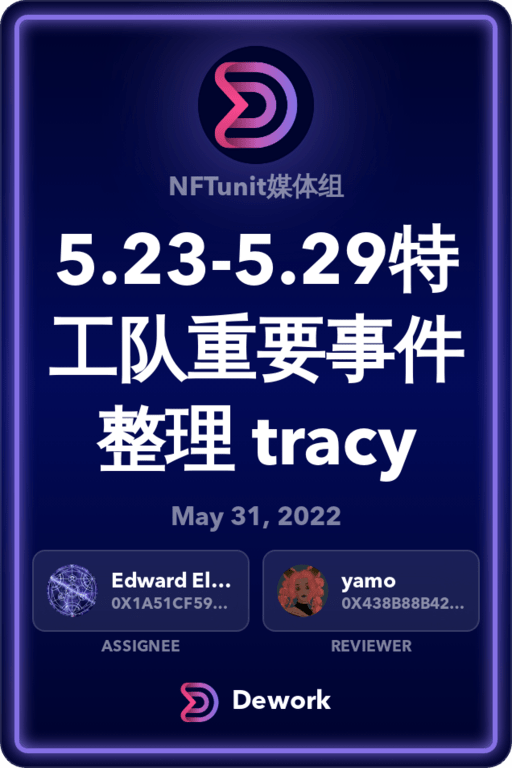 NFTunit媒体组
5.23-5.29特
工队重要事件
整理 tracy
May 31, 2022
Edward El...
0X1A51CF59...
yamo
0X438B88B42...
ASSIGNEE
REVIEWER
Dework